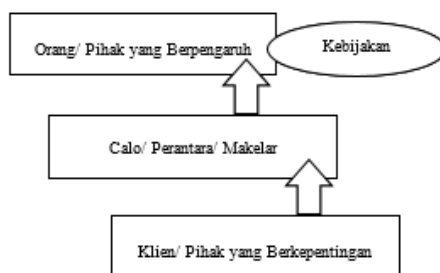 Orang/ Pihak yang Berpengaruh
Kebijakan
Calo/ Perantara/ Makelar
Klien/ Pihak yang Berkepentingan